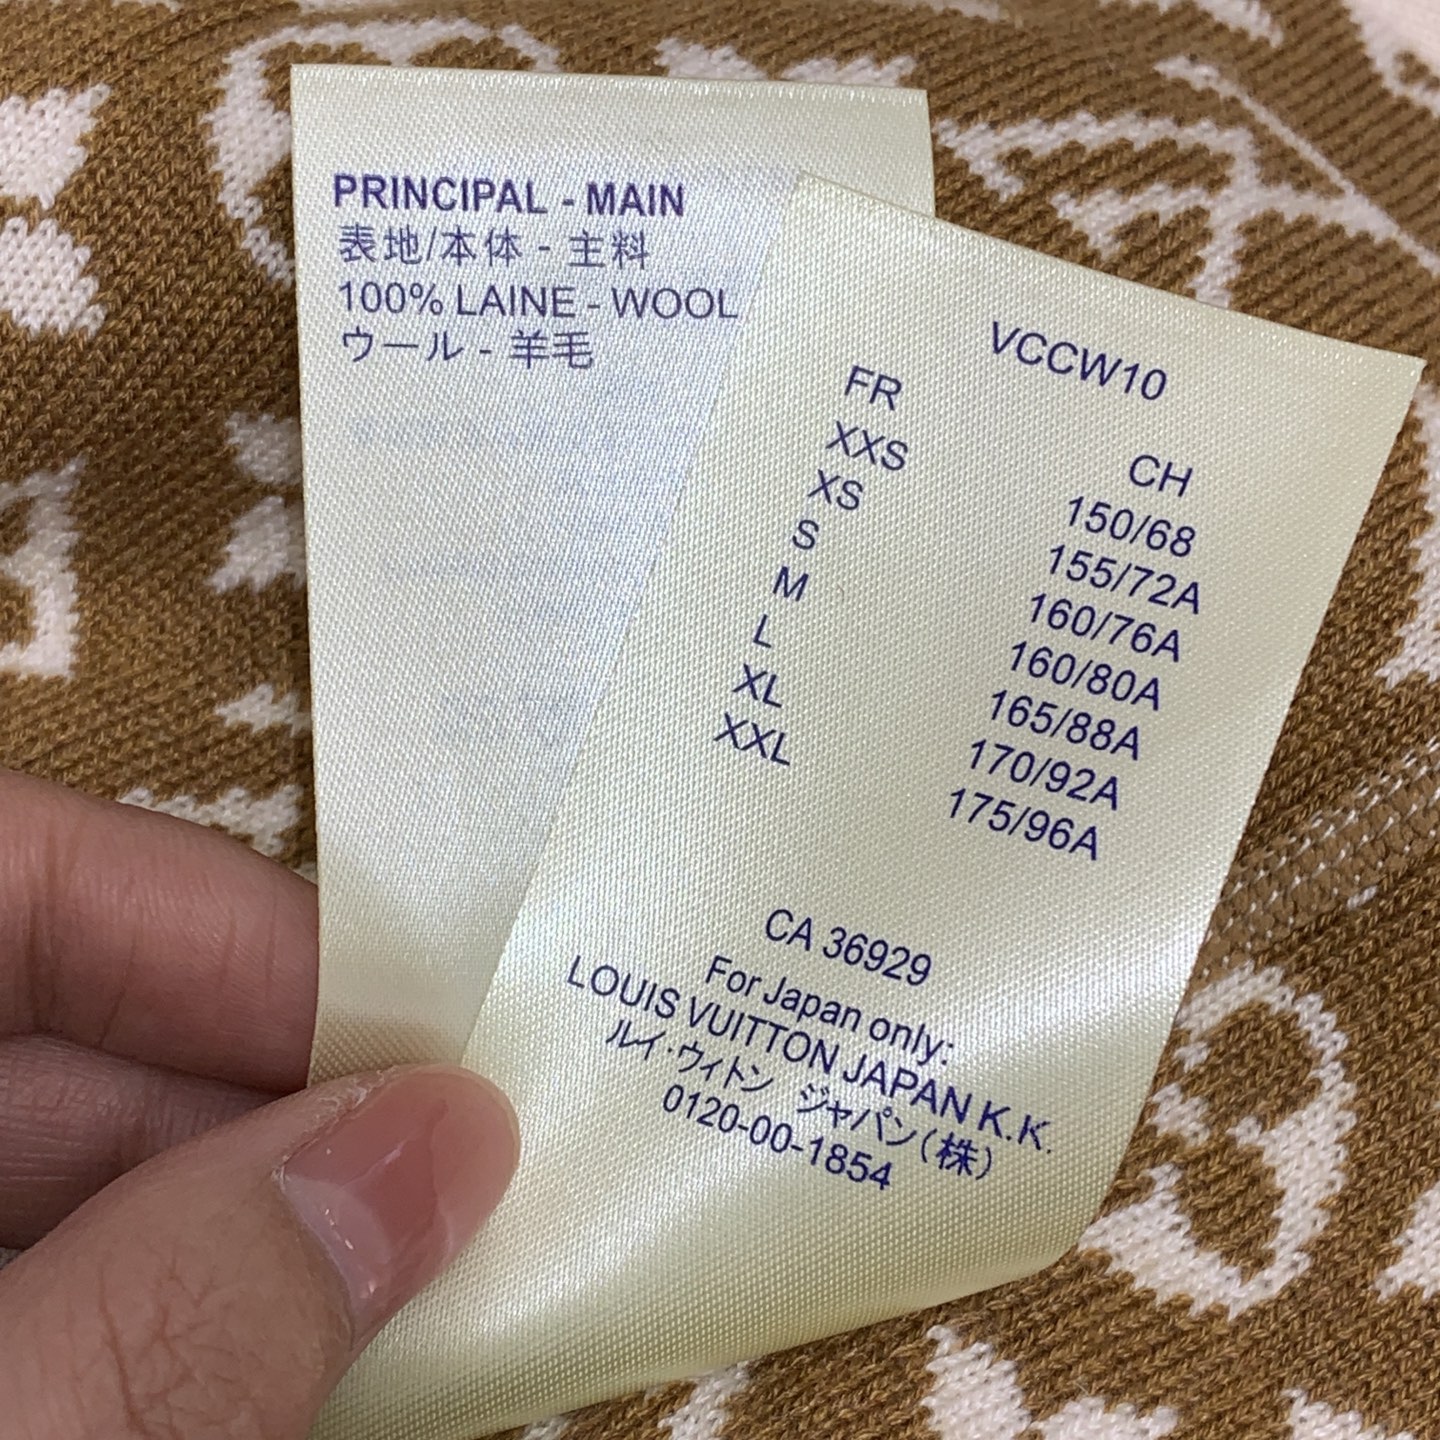 PRINCIPAL - MAIN
表地/本体 - 主料
100% LAINE - WOOL
ウール - 羊毛
VCCW10
FR CH
XXS 150/68
XS 155/72A
S 160/76A
M 160/80A
L 165/88A
XL 170/92A
XXL 175/96A
CA 36929
For Japan only:
LOUIS VUITTON JAPAN K.K.
ルイ・ヴィトン ジャパン(株)
0120-00-1854